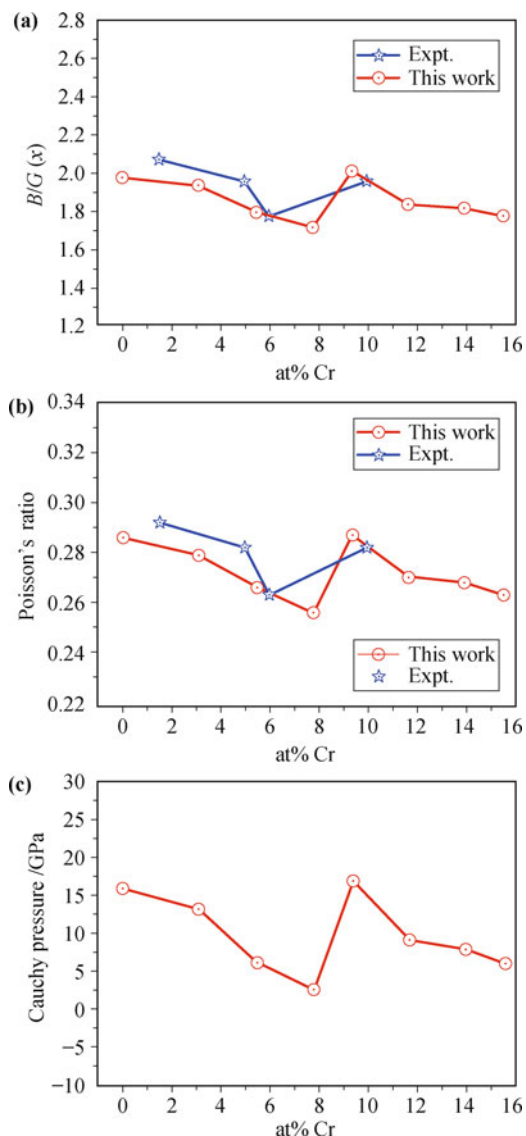 (a)
2.8
2.6
2.4
2.2
2.0
1.8
1.6
1.4
1.2
B/G (x)
Expt.
This work
0 2 4 6 8 10 12 14 16
at% Cr
(b)
0.34
0.32
0.30
0.28
0.26
0.24
0.22
Poisson's ratio
This work
Expt.
This work
Expt.
0 2 4 6 8 10 12 14 16
at% Cr
(c)
30
25
20
15
10
5
0
−5
−10
Cauchy pressure /GPa
0 2 4 6 8 10 12 14 16
at% Cr